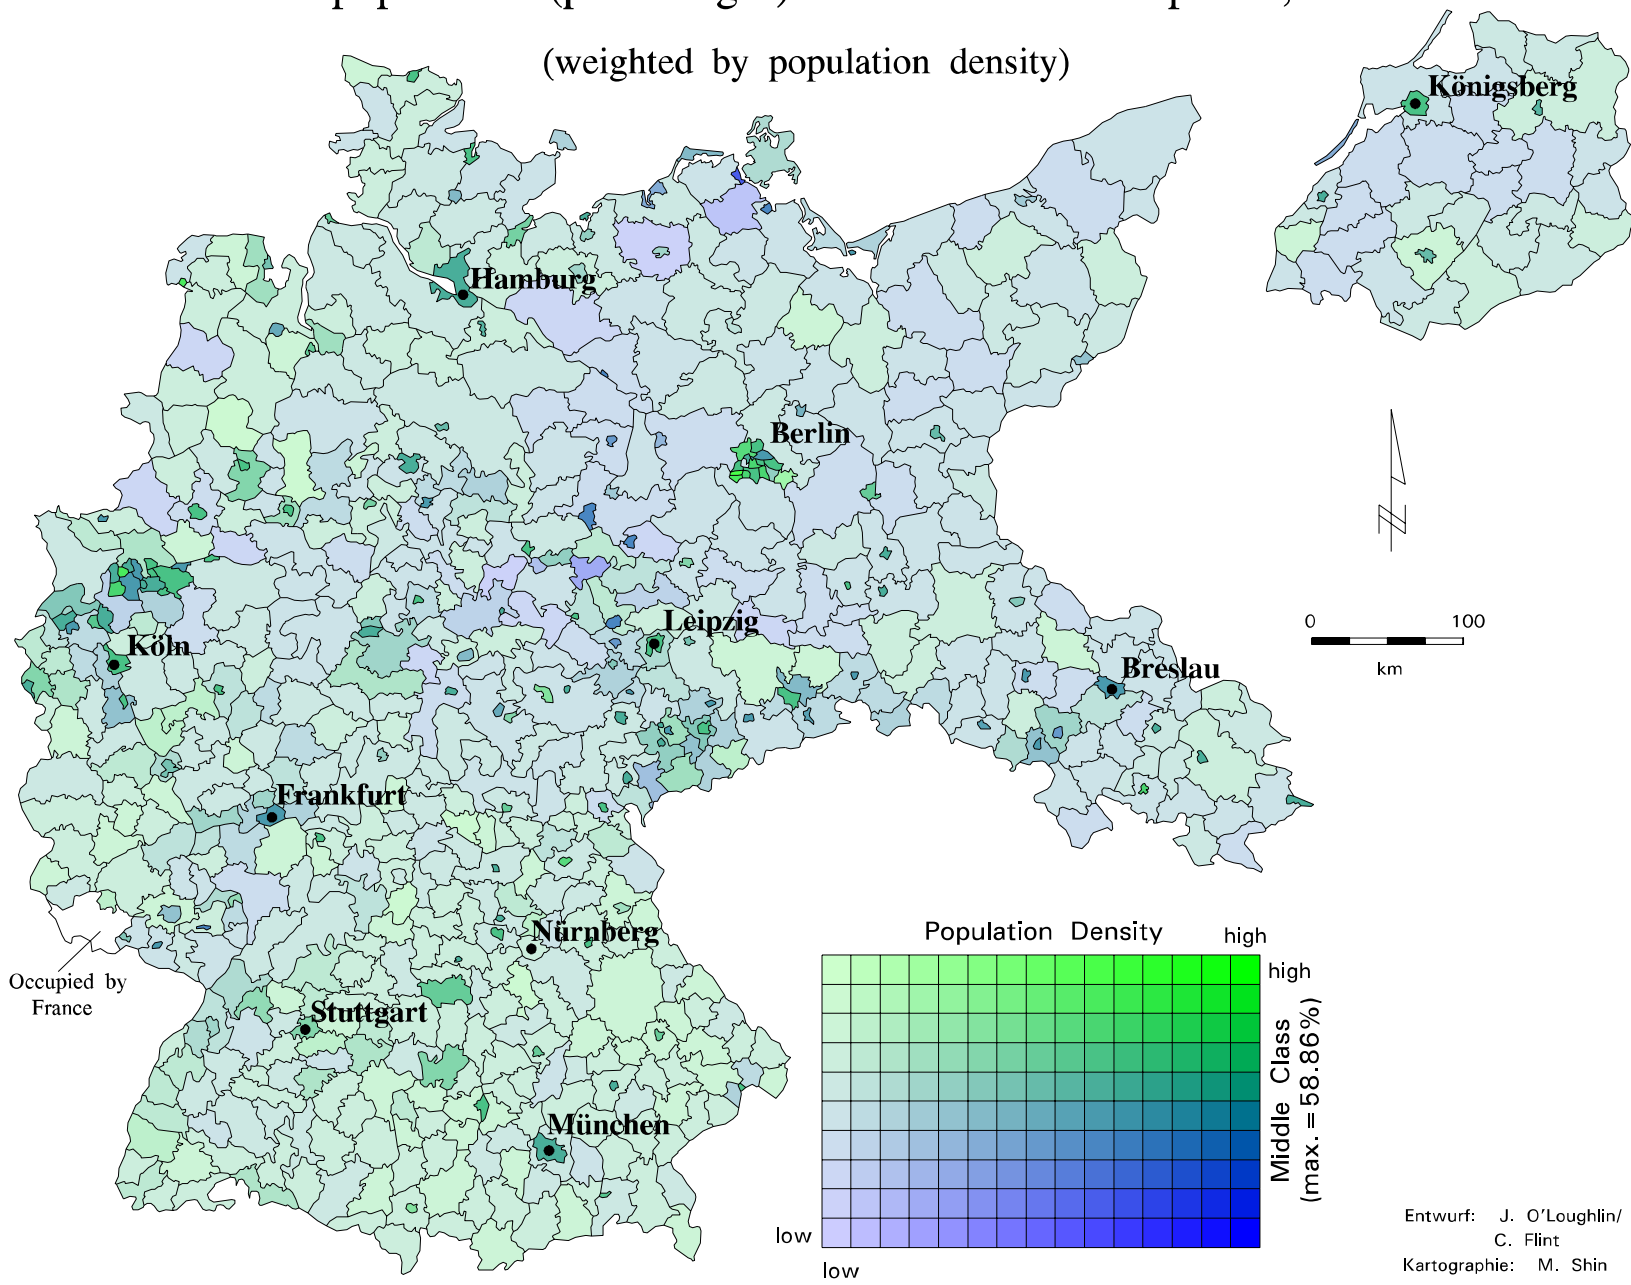 (weighted by population density)
Königsberg
Hamburg
Berlin
Leipzig
Köln
Breslau
Frankfurt
Nürnberg
Stuttgart
München
Occupied by
France
0 100
km
Population Density
high
high
Middle Class
(max. = 58.86%)
low
low
Entwurf: J. O'Loughlin/
C. Flint
Kartographie: M. Shin